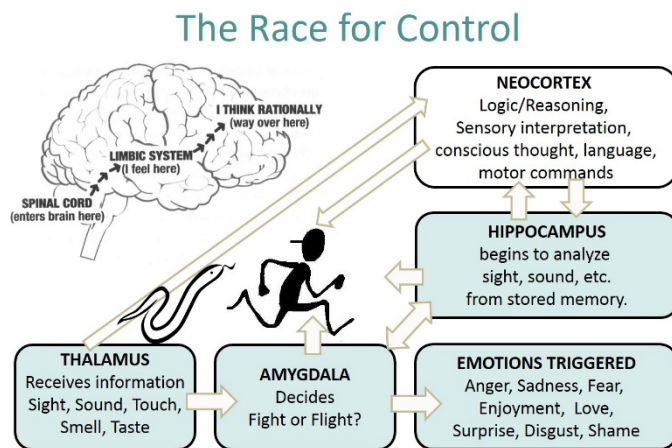 The Race for Control
I THINK RATIONALLY
(way over here)
LIMBIC SYSTEM
(I feel here)
SPINAL CORD
(enters brain here)
NEOCORTEX
Logic/Reasoning,
Sensory interpretation,
conscious thought, language,
motor commands
HIPPOCAMPUS
begins to analyze
sight, sound, etc.
from stored memory.
THALAMUS
Receives information
Sight, Sound, Touch,
Smell, Taste
AMYGDALA
Decides
Fight or Flight?
EMOTIONS TRIGGERED
Anger, Sadness, Fear,
Enjoyment, Love,
Surprise, Disgust, Shame